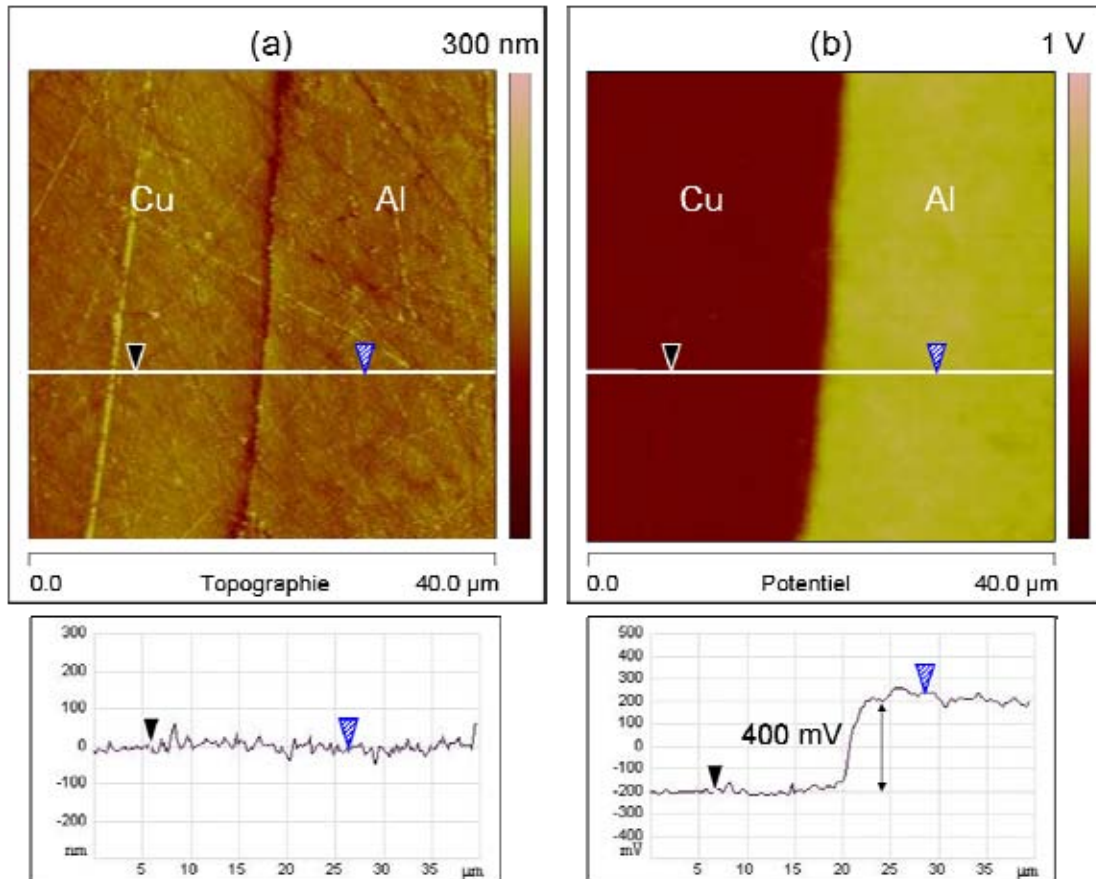 (a)
300 nm
Cu
Al
0.0 Topographie 40.0 µm
(b)
1 V
Cu
Al
0.0 Potentiel 40.0 µm
300
200
100
0
-100
-200
nm
5 10 15 20 25 30 35 µm
500
400
300
200
100
0
-100
-200
-300
-400
mV
400 mV
5 10 15 20 25 30 35 µm